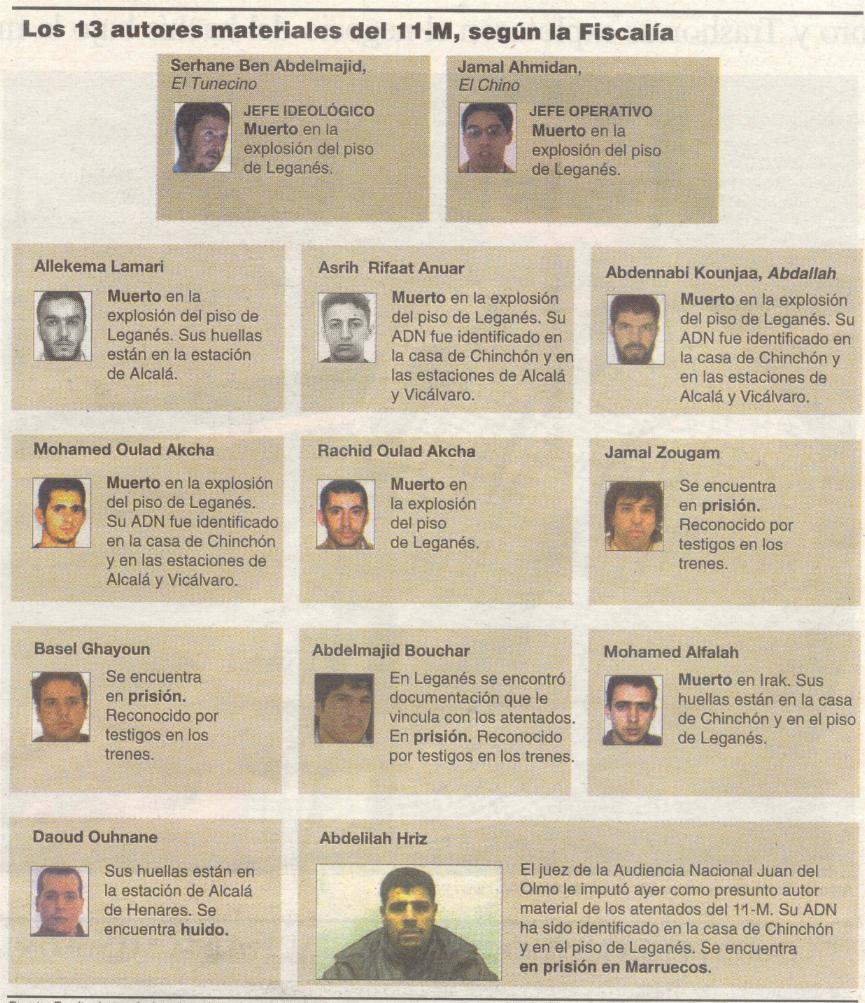 Los 13 autores materiales del 11-M, según la Fiscalía
Serhane Ben Abdelmajid,
El Tunecino
JEFE IDEOLÓGICO
Muerto en la
explosión del piso
de Leganés.
Jamal Ahmidan,
El Chino
JEFE OPERATIVO
Muerto en la
explosión del piso
de Leganés.
Allekema Lamari
Muerto en la
explosión del piso de
Leganés. Sus huellas
están en la estación
de Alcalá.
Asrih Rifaat Anuar
Muerto en la explosión
del piso de Leganés. Su
ADN fue identificado en
la casa de Chinchón y en
las estaciones de Alcalá
y Vicálvaro.
Abdennabi Kounjaa, Abdallah
Muerto en la explosión
del piso de Leganés. Su
ADN fue identificado en
la casa de Chinchón y
en las estaciones de
Alcalá y Vicálvaro.
Mohamed Oulad Akcha
Muerto en la explosión
del piso de Leganés.
Su ADN fue identificado
en la casa de Chinchón
y en las estaciones de
Alcalá y Vicálvaro.
Rachid Oulad Akcha
Muerto en
la explosión
del piso
de Leganés.
Jamal Zougam
Se encuentra
en prisión.
Reconocido por
testigos en los
trenes.
Basel Ghayoun
Se encuentra
en prisión.
Reconocido por
testigos en los
trenes.
Abdelmajid Bouchar
En Leganés se encontró
documentación que le
vincula con los atentados.
En prisión. Reconocido
por testigos en los trenes.
Mohamed Alfalah
Muerto en Irak. Sus
huellas están en la casa
de Chinchón y en el piso
de Leganés.
Daoud Ouhnane
Sus huellas están en
la estación de Alcalá
de Henares. Se
encuentra huido.
Abdelilah Hriz
El juez de la Audiencia Nacional Juan del
Olmo le imputó ayer como presunto autor
material de los atentados del 11-M. Su ADN
ha sido identificado en la casa de Chinchón
y en el piso de Leganés. Se encuentra
en prisión en Marruecos.